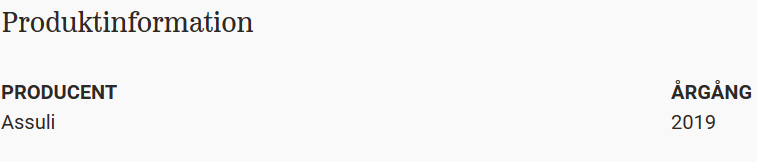 Produktinformation
PRODUCENT
Assuli
ÅRGÅNG
2019